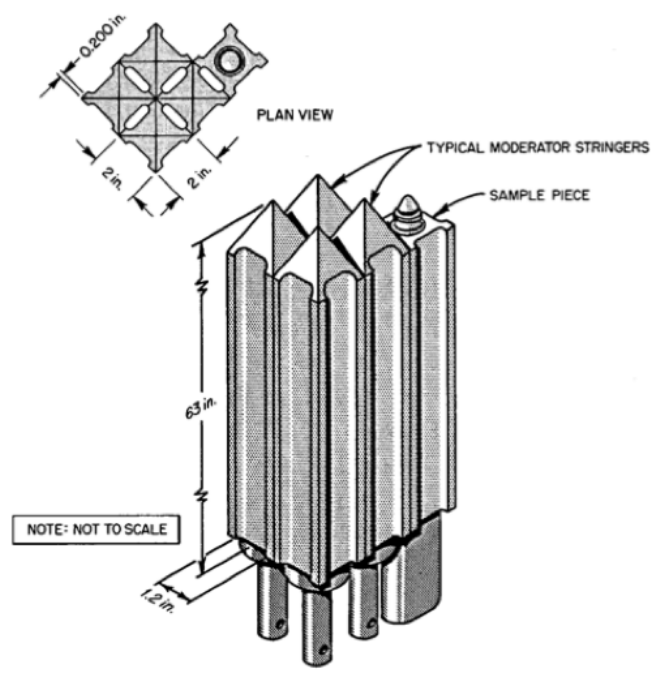 0.200 in.
PLAN VIEW
2 in.
2 in.
TYPICAL MODERATOR STRINGERS
SAMPLE PIECE
63 in.
NOTE: NOT TO SCALE
1.2 in.